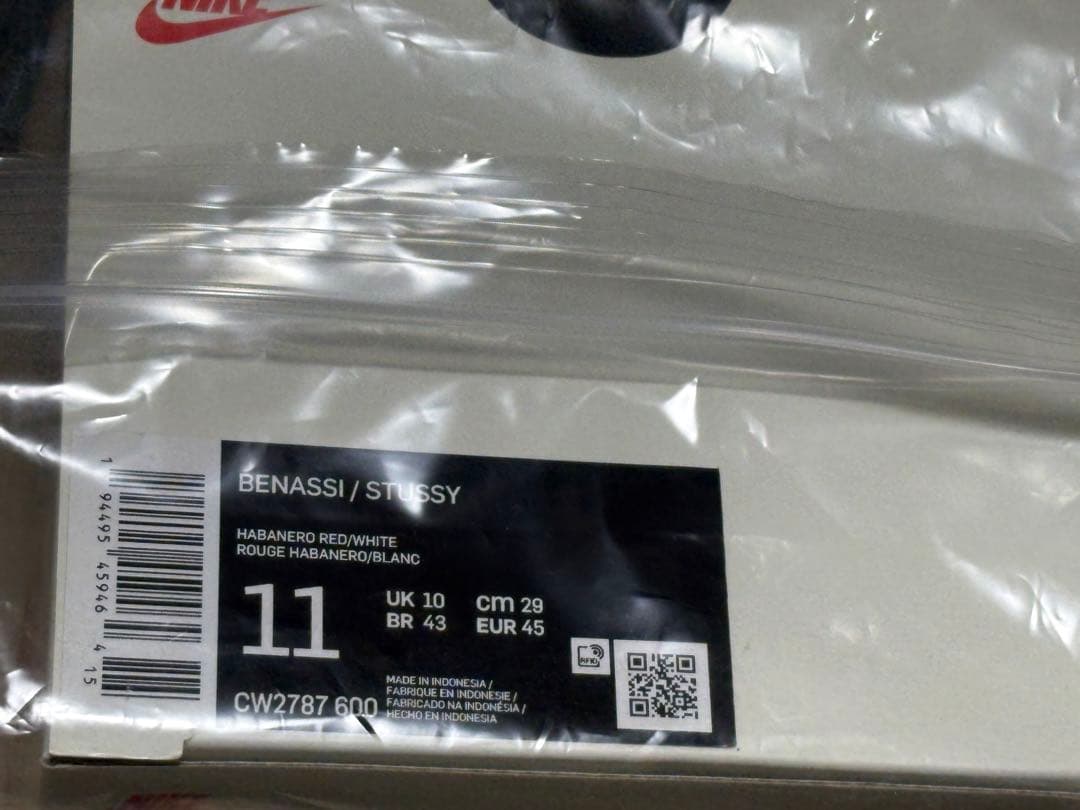 NIKE
BENASSI / STUSSY
HABANERO RED/WHITE
ROUGE HABANERO/BLANC
11
UK 10 cm 29
BR 43 EUR 45
RFID
CW2787 600
MADE IN INDONESIA /
FABRIQUE EN INDONESIE /
FABRICADO NA INDONÉSIA /
HECHO EN INDONESIA
1 94495 45946 4 15